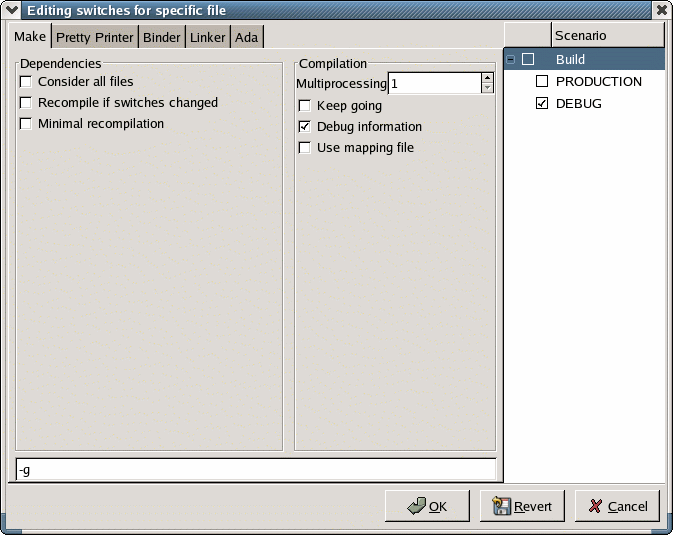 Editing switches for specific file
Make Pretty Printer Binder Linker Ada
Scenario
Dependencies
Consider all files
Recompile if switches changed
Minimal recompilation
Compilation
Multiprocessing 1
Keep going
Debug information
Use mapping file
Build
PRODUCTION
DEBUG
-g
OK Revert Cancel